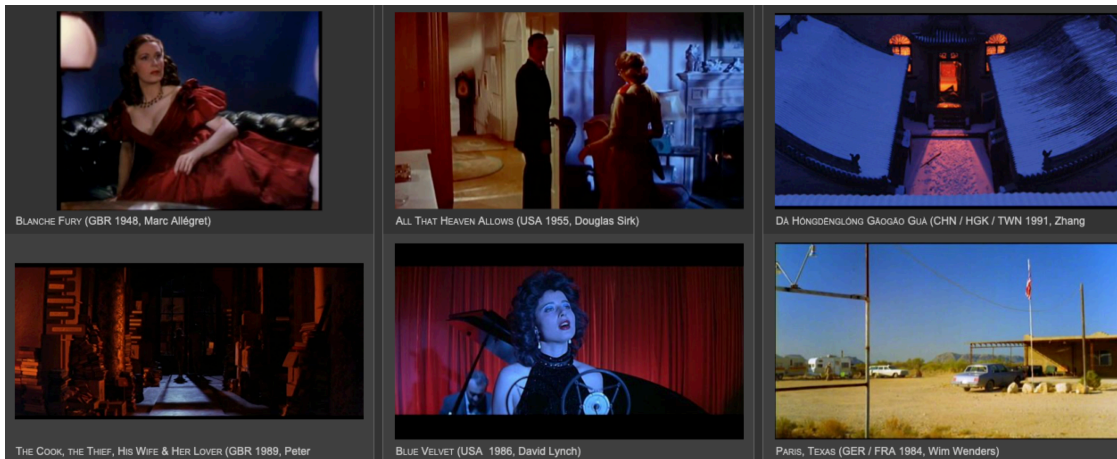 Blanche Fury (GBR 1948, Marc Allégret)
All That Heaven Allows (USA 1955, Douglas Sirk)
Dà Hóngdēnglóng Gāogāo Guà (CHN / HGK / TWN 1991, Zhang
The Cook, the Thief, His Wife & Her Lover (GBR 1989, Peter
Blue Velvet (USA 1986, David Lynch)
Paris, Texas (GER / FRA 1984, Wim Wenders)